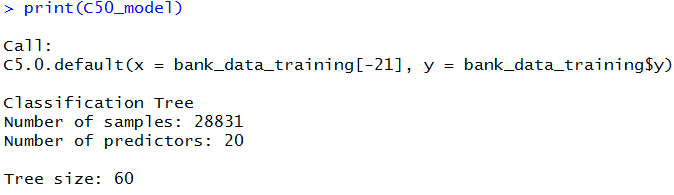 > print(C50_model)
Call:
C5.0.default(x = bank_data_training[-21], y = bank_data_training$y)
Classification Tree
Number of samples: 28831
Number of predictors: 20
Tree size: 60